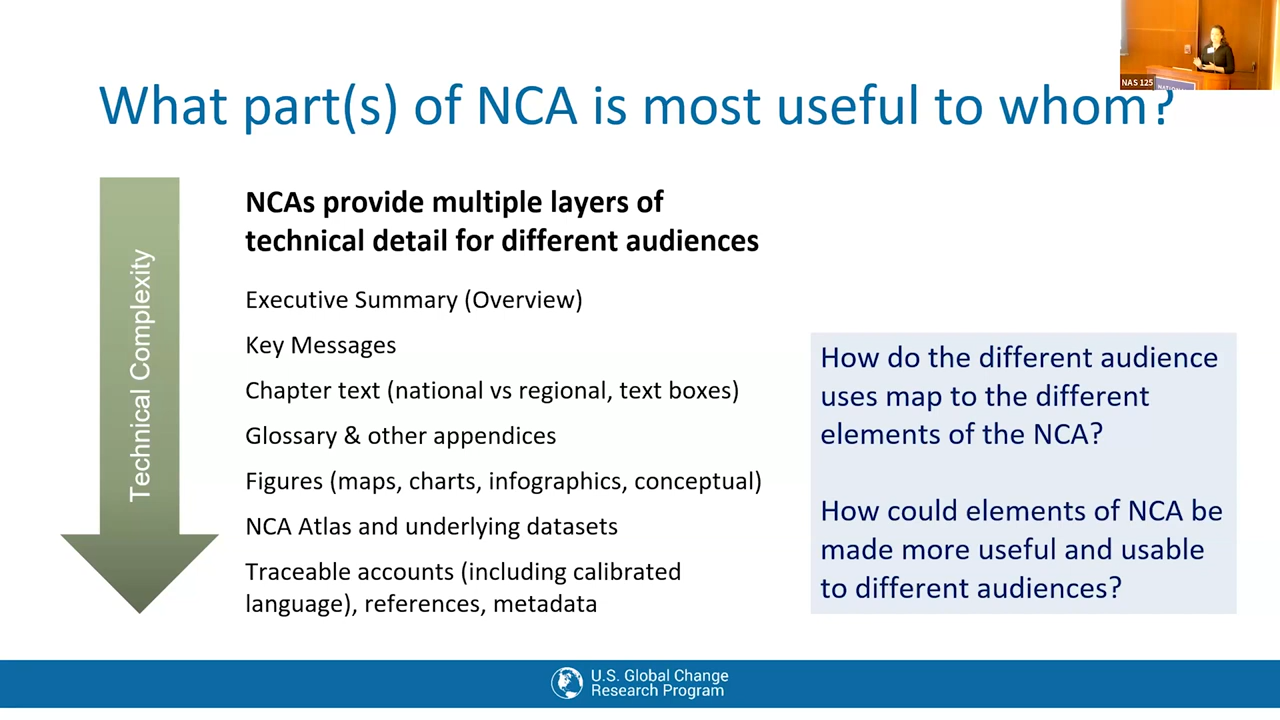 NAS 125
NATIONAL
What part(s) of NCA is most useful to whom?
Technical Complexity
NCAs provide multiple layers of
technical detail for different audiences
Executive Summary (Overview)
Key Messages
Chapter text (national vs regional, text boxes)
Glossary & other appendices
Figures (maps, charts, infographics, conceptual)
NCA Atlas and underlying datasets
Traceable accounts (including calibrated
language), references, metadata
How do the different audience
uses map to the different
elements of the NCA?
How could elements of NCA be
made more useful and usable
to different audiences?
U.S. Global Change
Research Program